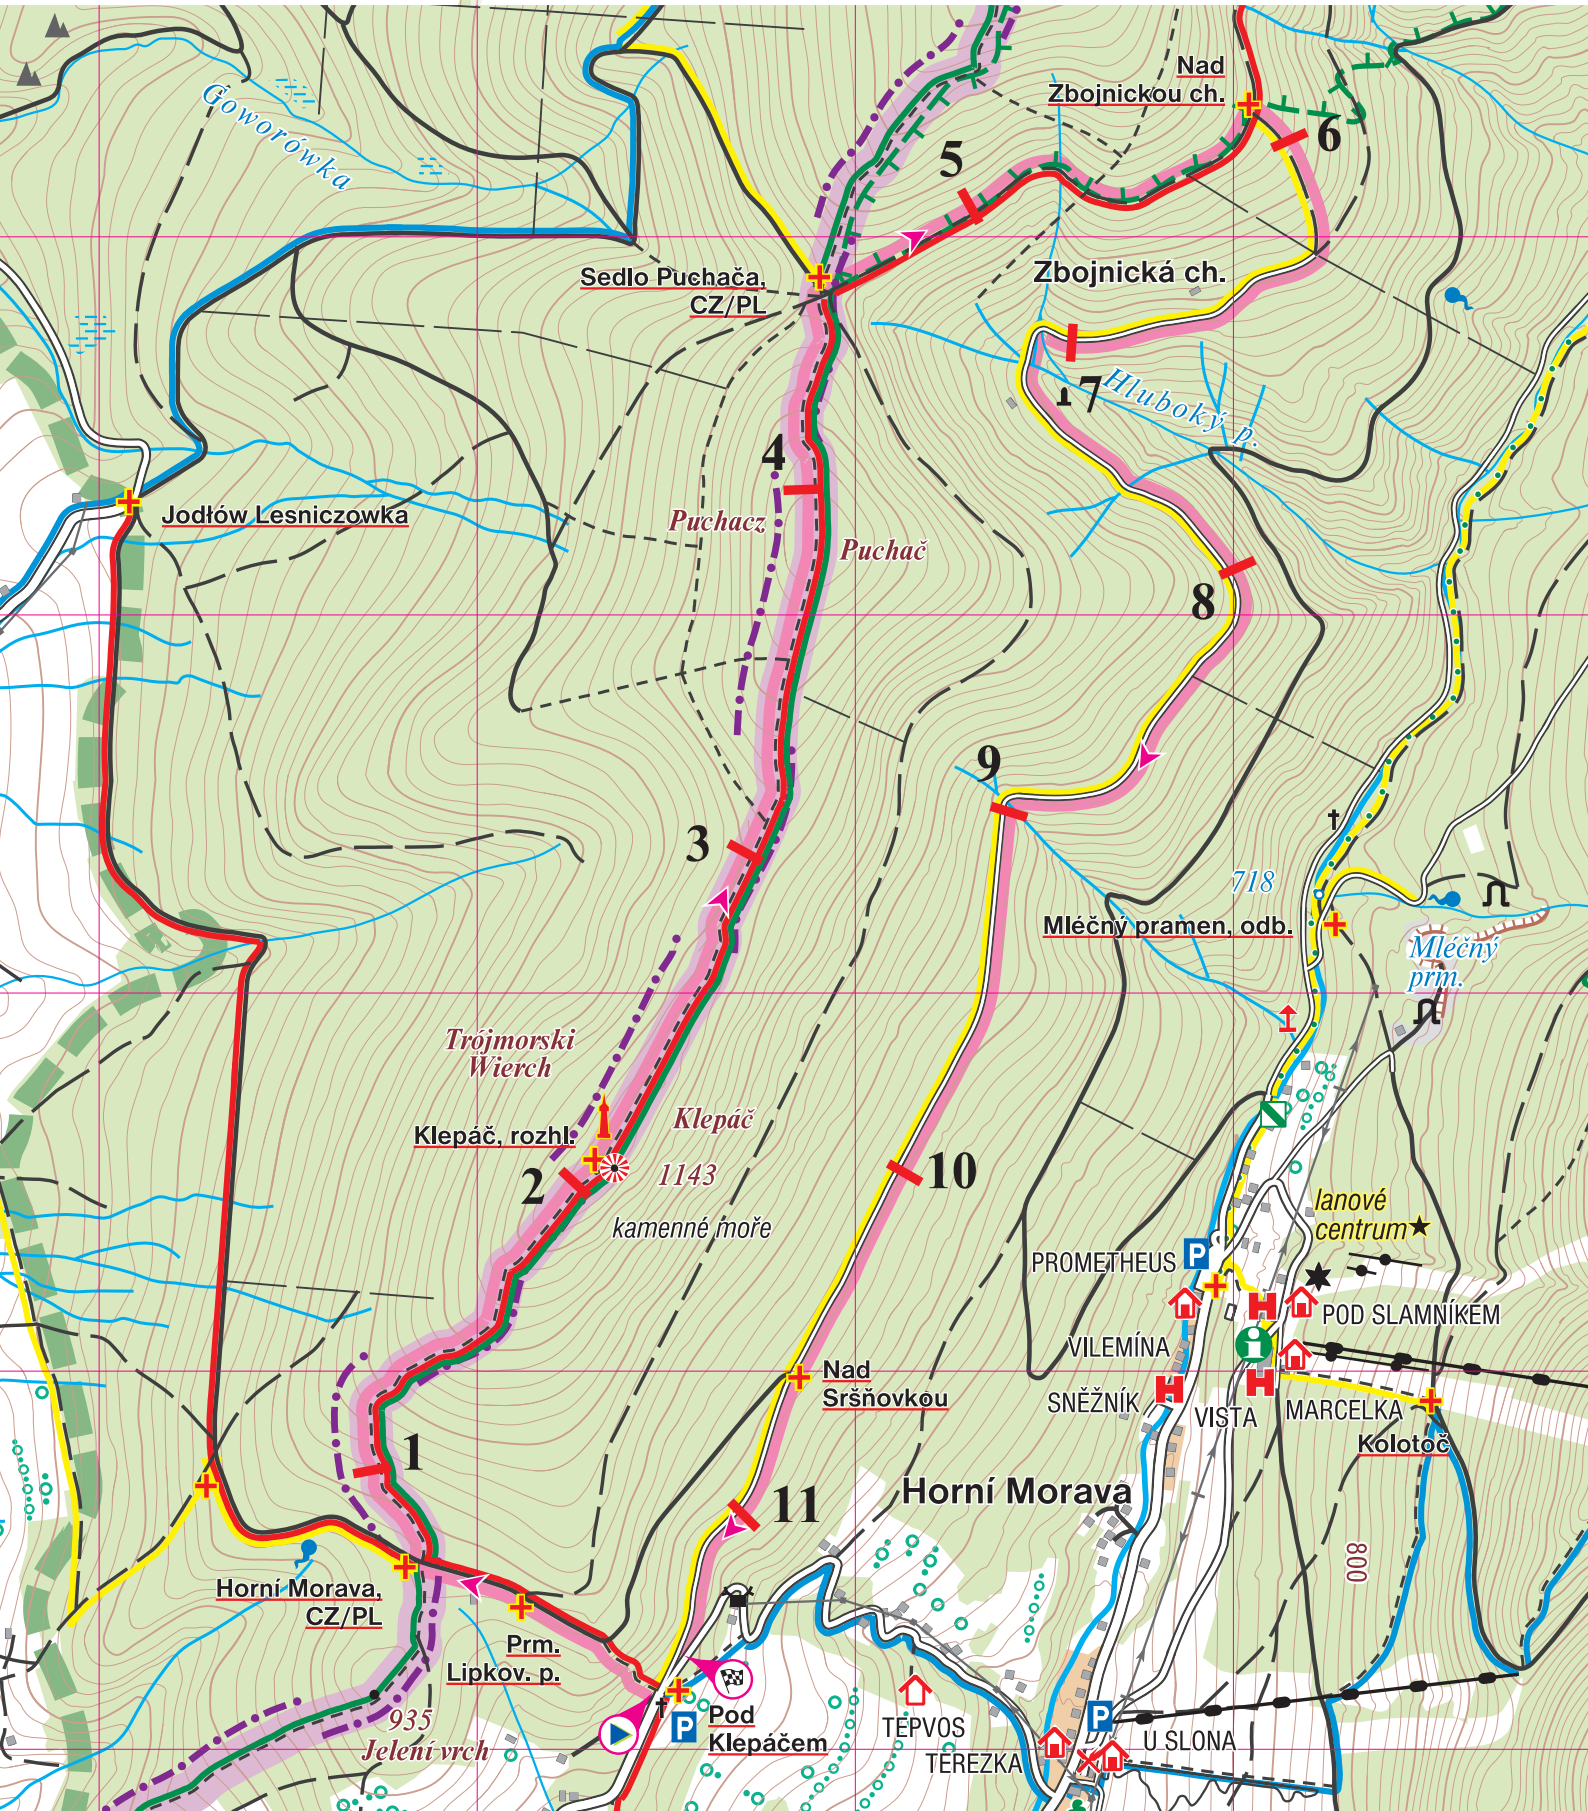 Goworówka
Nad
Zbojnickou ch.
5
6
Sedlo Puchača,
CZ/PL
Zbojnická ch.
7
Hluboký p.
4
Jodłów Lesniczowka
Puchacz
Puchač
8
9
3
718
Mléčný pramen, odb.
Mléčný
prm.
Trójmorski
Wierch
Klepáč, rozhl.
Klepáč
1143
2
10
kamenné moře
lanové
centrum
PROMETHEUS
P
POD SLAMNÍKEM
VILEMÍNA
Nad
Sršňovkou
SNĚŽNÍK
VISTA
MARCELKA
Kolotoč
1
Horní Morava
11
800
Horní Morava,
CZ/PL
Prm.
Lipkov. p.
935
Jelení vrch
P
Pod
Klepáčem
TEPVOS
P
U SLONA
TEREZKA